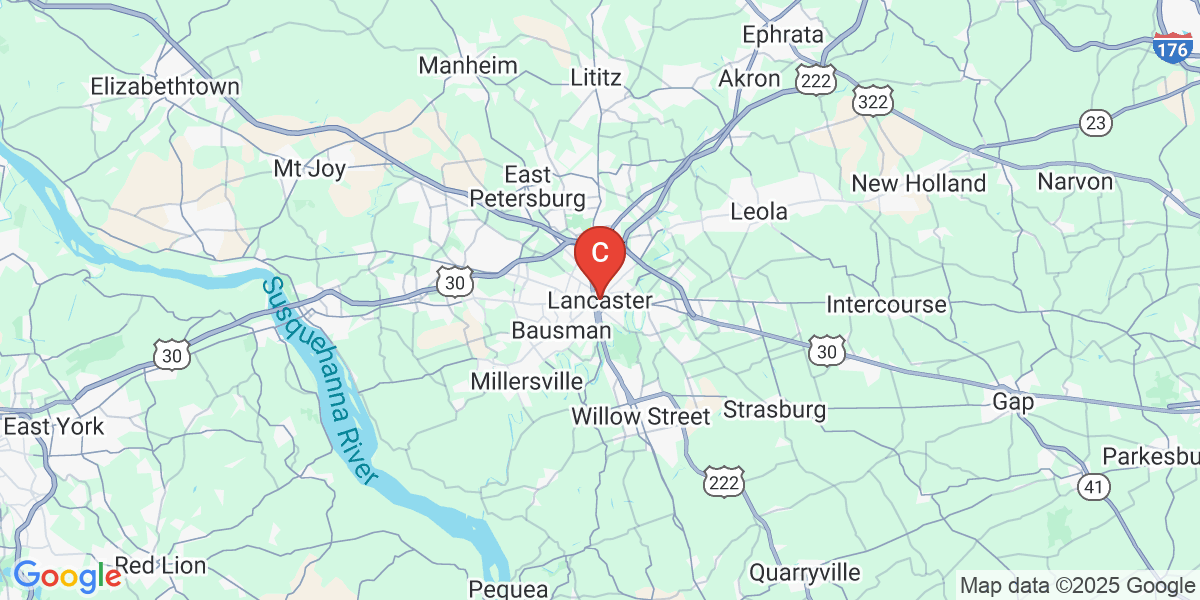 Ephrata
176
Manheim
Lititz
Akron
222
Elizabethtown
322
23
Mt Joy
East
Petersburg
New Holland
Narvon
Leola
C
30
Lancaster
Intercourse
Susquehanna River
Bausman
30
30
Millersville
Willow Street
Strasburg
Gap
East York
Parkesbu
222
41
Red Lion
Google
Quarryville
Pequea
Map data ©2025 Google